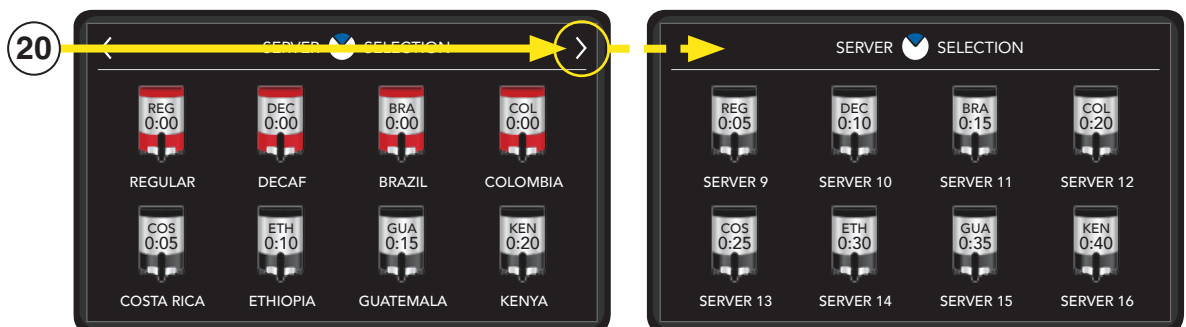 20
SERVER SELECTION
REG DEC BRA COL
0:00 0:00 0:00 0:00
REGULAR DECAF BRAZIL COLOMBIA
COS ETH GUA KEN
0:05 0:10 0:15 0:20
COSTA RICA ETHIOPIA GUATEMALA KENYA
SERVER SELECTION
REG DEC BRA COL
0:05 0:10 0:15 0:20
SERVER 9 SERVER 10 SERVER 11 SERVER 12
COS ETH GUA KEN
0:25 0:30 0:35 0:40
SERVER 13 SERVER 14 SERVER 15 SERVER 16